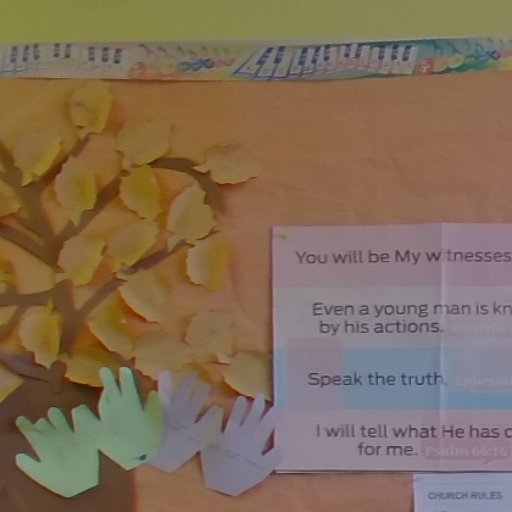 You will be My witnesses
Even a young man is
by his actions.
Speak the truth.
I will tell what He has
for me. Psalm 66:16
CHURCH RULES